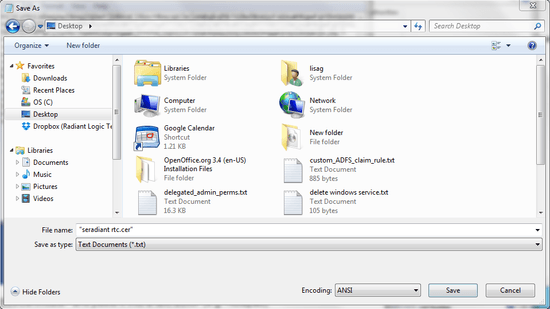 Save As
Desktop
Search Desktop
Organize
New folder
Favorites
Downloads
Recent Places
OS (C)
Desktop
Dropbox (Radiant Logic Te
Libraries
Documents
Music
Pictures
Videos
Libraries
System Folder
lisag
System Folder
Computer
System Folder
Network
System Folder
Google Calendar
Shortcut
1.21 KB
New folder
File folder
OpenOffice.org 3.4 (en-US)
Installation Files
File folder
custom_ADFS_claim_rule.txt
Text Document
885 bytes
delegated_admin_perms.txt
Text Document
16.3 KB
delete windows service.txt
Text Document
105 bytes
File name: "seradiant rtc.cer"
Save as type: Text Documents (*.txt)
Hide Folders
Encoding: ANSI
Save
Cancel